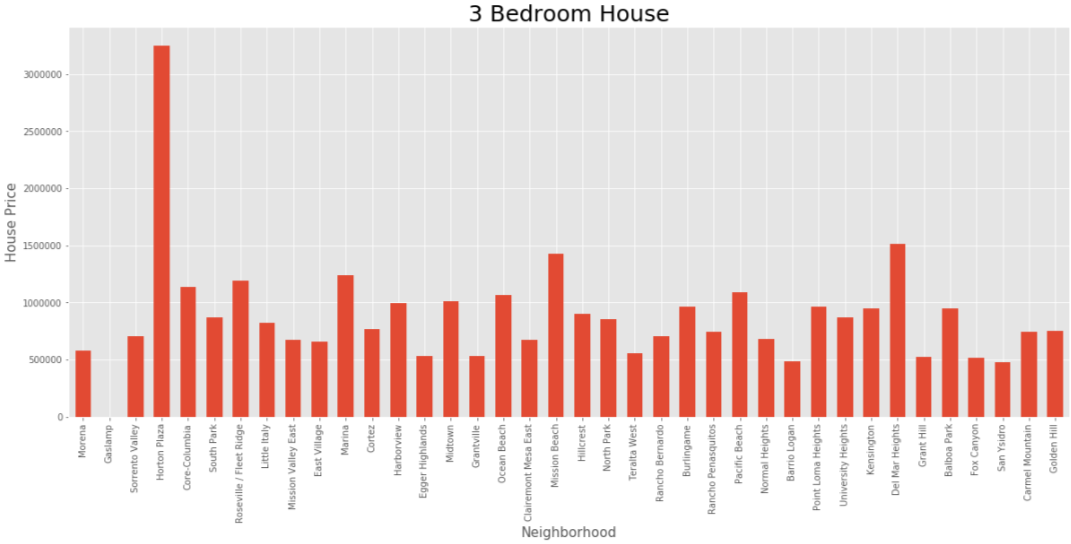 3 Bedroom House
House Price
3000000
2500000
2000000
1500000
1000000
500000
0
Morena
Gaslamp
Sorrento Valley
Horton Plaza
Core-Columbia
South Park
Roseville / Fleet Ridge
Little Italy
Mission Valley East
East Village
Marina
Cortez
Harborview
Egger Highlands
Midtown
Grantville
Ocean Beach
Clairemont Mesa East
Mission Beach
Hillcrest
North Park
Teralta West
Rancho Bernardo
Burlingame
Rancho Penasquitos
Pacific Beach
Normal Heights
Barrio Logan
Point Loma Heights
University Heights
Kensington
Del Mar Heights
Grant Hill
Balboa Park
Fox Canyon
San Ysidro
Carmel Mountain
Golden Hill
Neighborhood